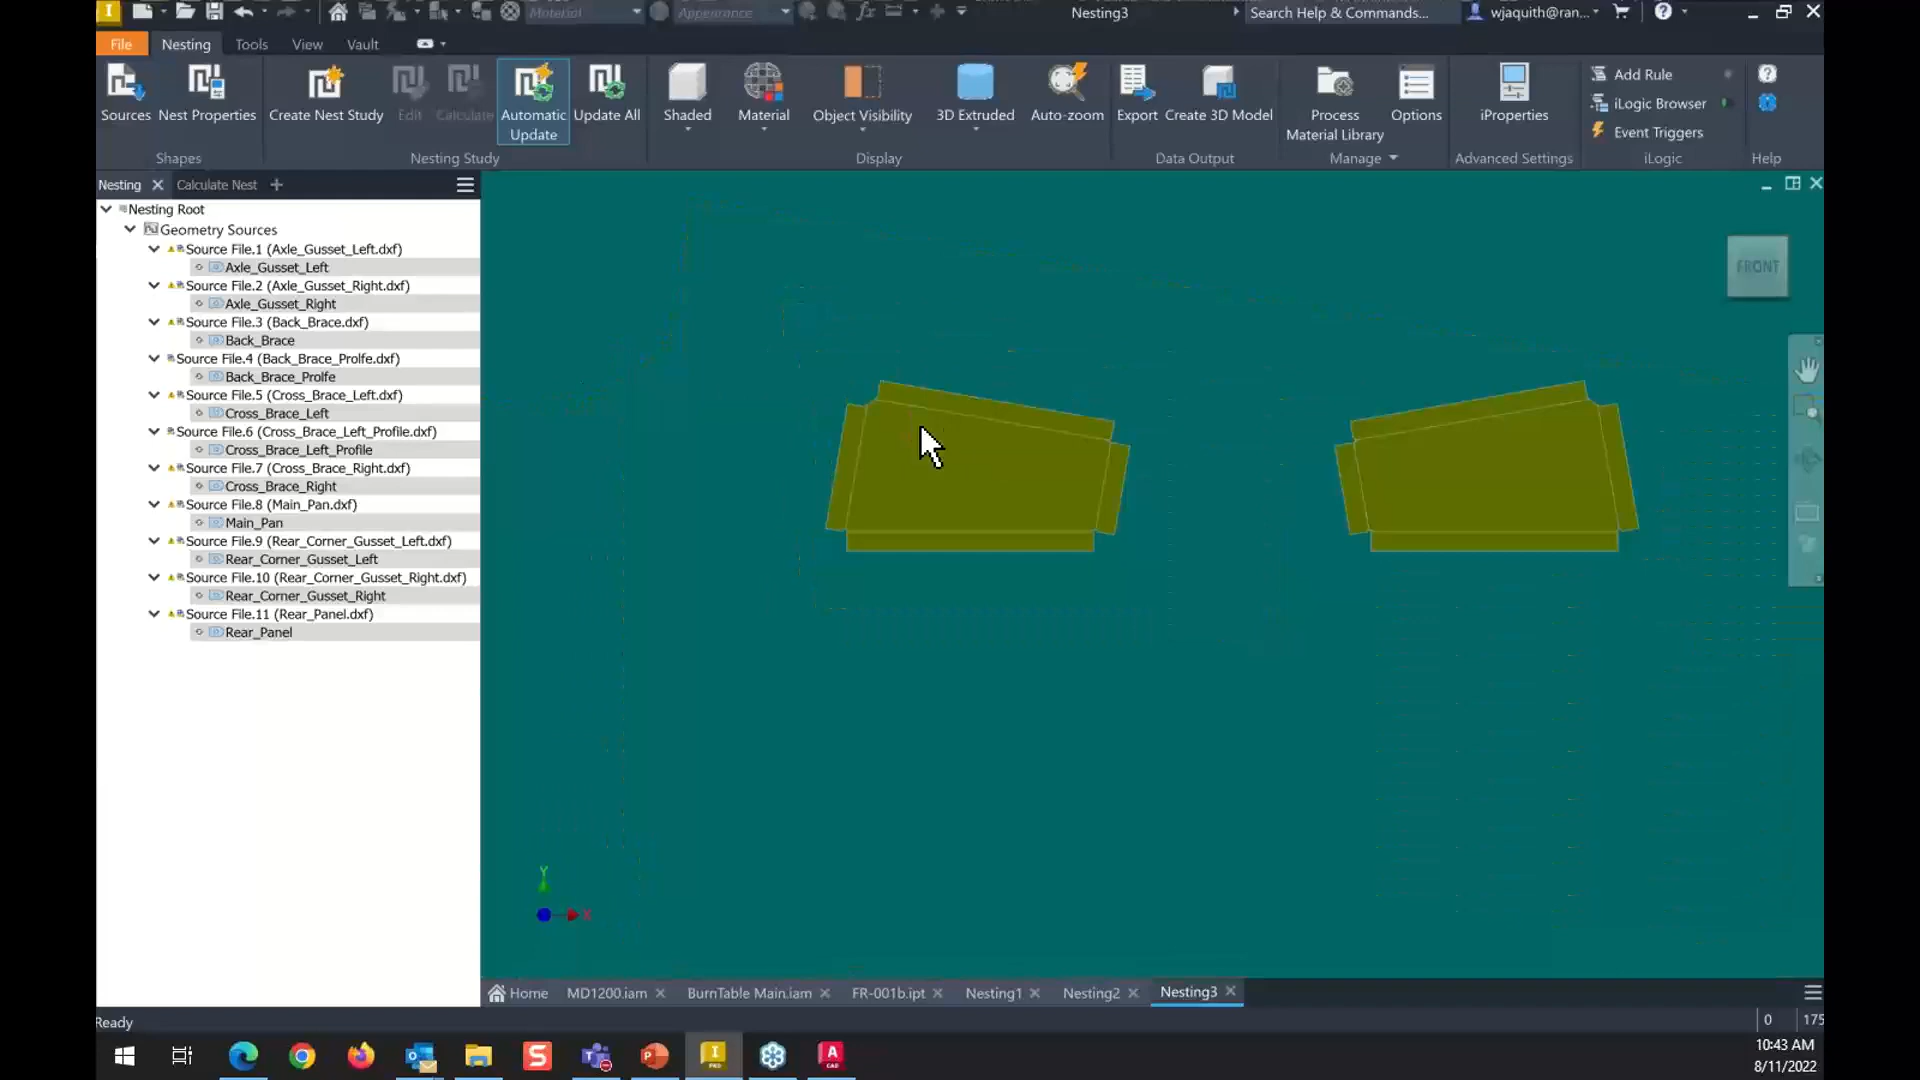 Material
Appearance
fx
Nesting3
Search Help & Commands...
wjaquith@ran...
File
Nesting
Tools
View
Vault
Sources
Nest Properties
Create Nest Study
Edit
Calculate
Automatic
Update
Update All
Shaded
Material
Object Visibility
3D Extruded
Auto-zoom
Export
Create 3D Model
Process
Material Library
Options
iProperties
Add Rule
iLogic Browser
Event Triggers
Shapes
Nesting Study
Display
Data Output
Manage
Advanced Settings
iLogic
Help
Nesting
Calculate Nest
Nesting Root
Geometry Sources
Source File.1 (Axle_Gusset_Left.dxf)
Axle_Gusset_Left
Source File.2 (Axle_Gusset_Right.dxf)
Axle_Gusset_Right
Source File.3 (Back_Brace.dxf)
Back_Brace
Source File.4 (Back_Brace_Prolfe.dxf)
Back_Brace_Prolfe
Source File.5 (Cross_Brace_Left.dxf)
Cross_Brace_Left
Source File.6 (Cross_Brace_Left_Profile.dxf)
Cross_Brace_Left_Profile
Source File.7 (Cross_Brace_Right.dxf)
Cross_Brace_Right
Source File.8 (Main_Pan.dxf)
Main_Pan
Source File.9 (Rear_Corner_Gusset_Left.dxf)
Rear_Corner_Gusset_Left
Source File.10 (Rear_Corner_Gusset_Right.dxf)
Rear_Corner_Gusset_Right
Source File.11 (Rear_Panel.dxf)
Rear_Panel
FRONT
Y
X
Home
MD1200.iam
BurnTable Main.iam
FR-001b.ipt
Nesting1
Nesting2
Nesting3
Ready
0
175
10:43 AM
8/11/2022